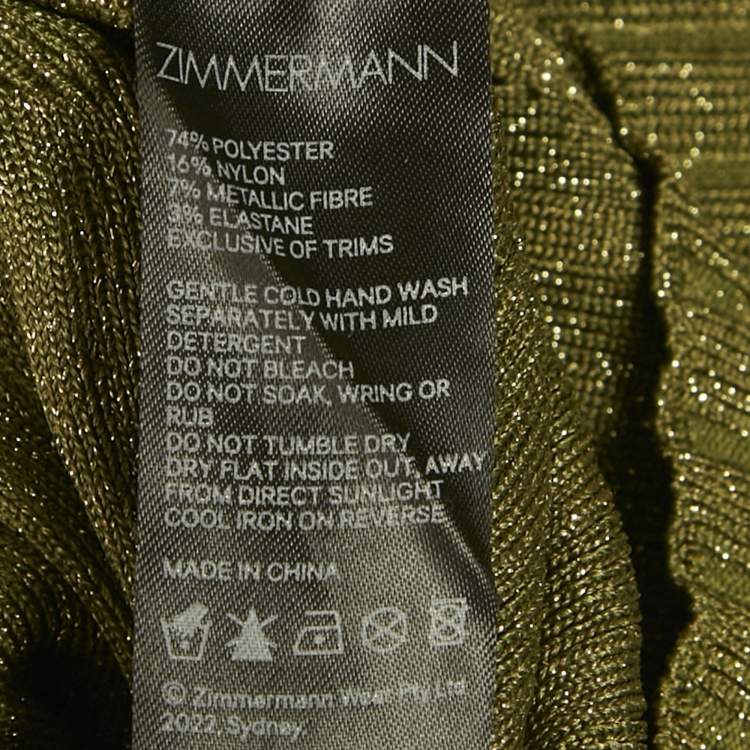 ZIMMERMANN
74% POLYESTER
16% NYLON
7% METALLIC FIBRE
3% ELASTANE
EXCLUSIVE OF TRIMS
GENTLE COLD HAND WASH
SEPARATELY WITH MILD
DETERGENT
DO NOT BLEACH
DO NOT SOAK, WRING OR
RUB
DO NOT TUMBLE DRY
DRY FLAT INSIDE OUT, AWAY
FROM DIRECT SUNLIGHT
COOL IRON ON REVERSE
MADE IN CHINA
© Zimmermann Wear Pty Ltd
2022, Sydney.